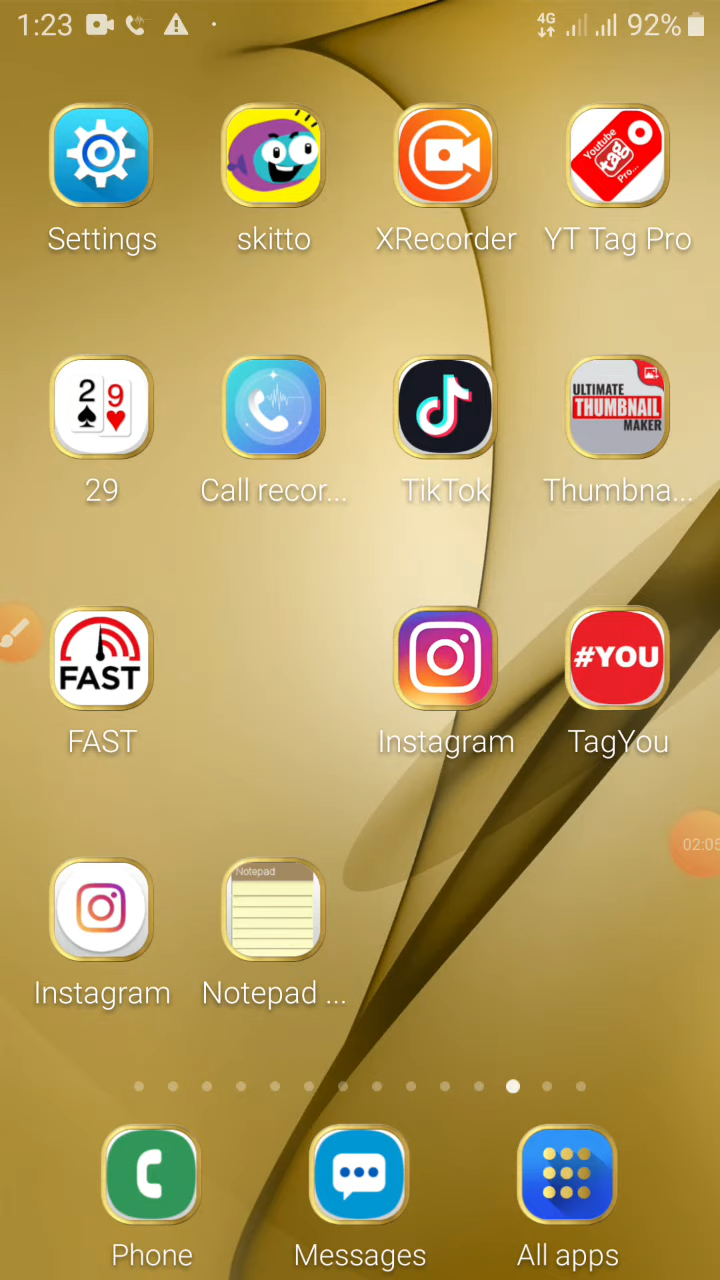 1:23
4G 92%
Settings skitto XRecorder YT Tag Pro
Youtube
tag
Pro...
2 9
ULTIMATE
THUMBNAIL
MAKER
29 Call recor... TikTok Thumbna...
FAST
#YOU
FAST Instagram TagYou
02:05
Notepad
Instagram Notepad ...
Phone Messages All apps